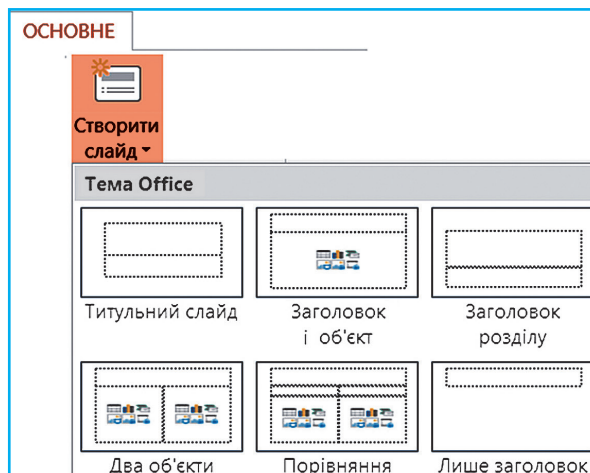 ОСНОВНЕ
Створити
слайд
Тема Office
Титульний слайд
Заголовок
і об'єкт
Заголовок
розділу
Два об'єкти
Порівняння
Лише заголовок